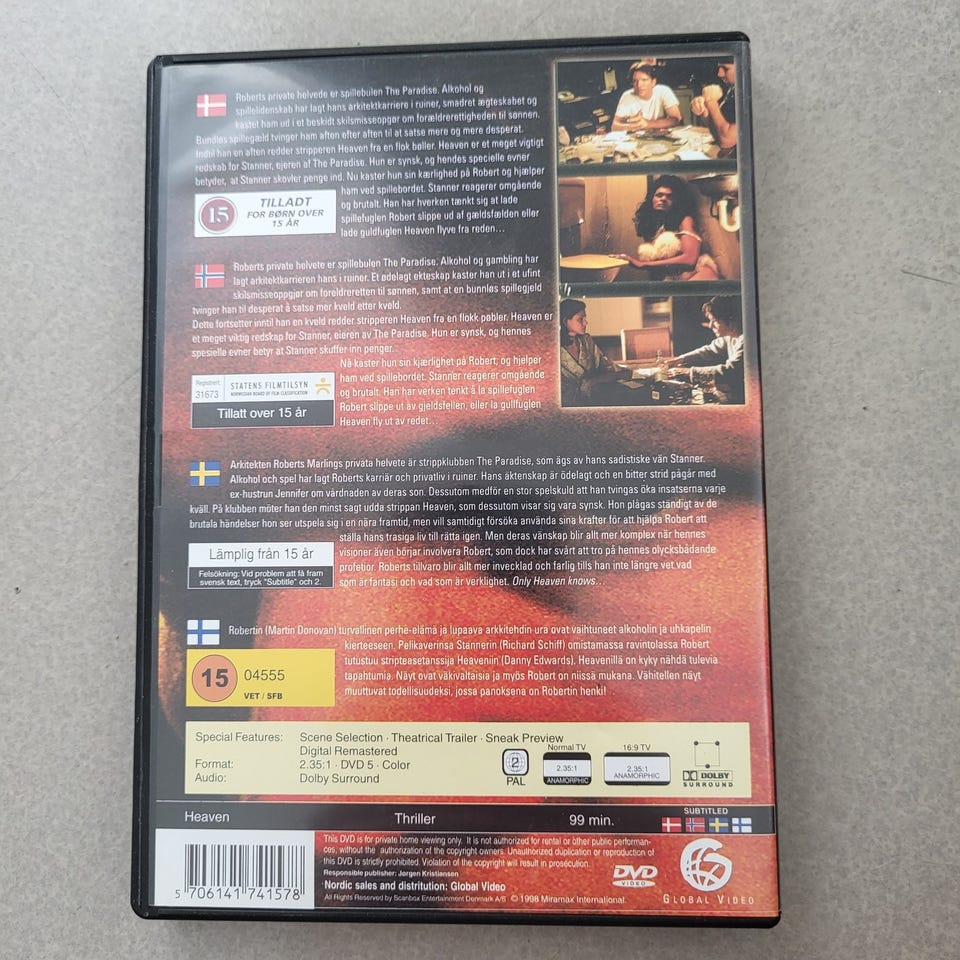 Roberts private helvede er spillebulen The Paradise. Alkohol og
spillelidenskab har lagt hans arkitektkarriere i ruiner, smadret ægteskabet og
kastet ham ud i et beskidt skilsmisseopgør om forældrerettigheden til sønnen.
Bundløs spillegæld tvinger ham aften efter aften til at satse mere og mere desperat.
Indtil han en aften redder stripperen Heaven fra en flok bøller. Heaven er et meget vigtigt
redskab for Stanner, ejeren af The Paradise. Hun er synsk, og hendes specielle evner
betyder, at Stanner skovler penge ind. Nu kaster hun sin kærlighed på Robert og hjælper
ham ved spillebordet. Stanner reagerer omgående
og brutalt. Han har hverken tænkt sig at lade
spillefuglen Robert slippe ud af gældsfælden eller
lade guldfuglen Heaven flyve fra reden...
15
TILLADT
FOR BØRN OVER
15 ÅR
Roberts private helvete er spillebulen The Paradise. Alkohol og gambling har
lagt arkitektkarrieren hans i ruiner. Et ødelagt ekteskap kaster han ut i et ufint
skilsmisseoppgjør om foreldreretten til sønnen, samt at en bunnløs spillegjeld
tvinger han til desperat å satse mer kveld etter kveld.
Dette fortsetter inntil han en kveld redder stripperen Heaven fra en flokk pøbler. Heaven er
et meget viktig redskap for Stanner, eieren av The Paradise. Hun er synsk, og hennes
spesielle evner betyr at Stanner skuffer inn penger.
Nå kaster hun sin kjærlighet på Robert, og hjelper
ham ved spillebordet. Stanner reagerer omgående
og brutalt. Han har verken tenkt å la spillefuglen
Robert slippe ut av gjeldsfellen, eller la gullfuglen
Heaven fly ut av redet...
Registrert:
31673
STATENS FILMTILSYN
NORWEGIAN BOARD OF FILM CLASSIFICATION
Tillatt over 15 år
Arkitekten Roberts Marlings privata helvete är strippklubben The Paradise, som ägs av hans sadistiske vän Stanner.
Alkohol och spel har lagt Roberts karriär och privatliv i ruiner. Hans äktenskap är ödelagt och en bitter strid pågår med
ex-hustrun Jennifer om vårdnaden av deras son. Dessutom medför en stor spelskuld att han tvingas öka insatserna varje
kväll. På klubben möter han den minst sagt udda strippan Heaven, som dessutom visar sig vara synsk. Hon plågas ständigt av de
brutala händelser hon ser utspela sig i en nära framtid, men vill samtidigt försöka använda sina krafter för att hjälpa Robert att
ställa hans trasiga liv till rätta igen. Men deras vänskap blir allt mer komplex när hennes
visioner även börjar involvera Robert, som dock har svårt att tro på hennes olycksbådande
profetior. Roberts tillvaro blir allt mer invecklad och farlig tills han inte längre vet vad
som är fantasi och vad som är verklighet. Only Heaven knows...
Lämplig från 15 år
Felsökning: Vid problem att få fram
svensk text, tryck "Subtitle" och 2.
Robertin (Martin Donovan) turvallinen perhe-elämä ja lupaava arkkitehdin ura ovat vaihtuneet alkoholin ja uhkapelin
kierteeseen. Pelikaverinsa Stannerin (Richard Schiff) omistamassa ravintolassa Robert
tutustuu stripteasetanssija Heaveniin (Danny Edwards). Heavenillä on kyky nähdä tulevia
tapahtumia. Näyt ovat väkivaltaisia ja myös Robert on niissä mukana. Vähitellen näyt
muuttuvat todellisuudeksi, jossa panoksena on Robertin henki!
15
04555
VET / SFB
Special Features: Scene Selection · Theatrical Trailer · Sneak Preview
Digital Remastered
Format: 2.35:1 · DVD 5 · Color
Audio: Dolby Surround
2
PAL
Normal TV
2.35:1
ANAMORPHIC
16:9 TV
2.35:1
ANAMORPHIC
DOLBY
SURROUND
Heaven Thriller 99 min.
SUBTITLED
This DVD is for private home viewing only. It is not authorized for rental or other public performan-
ces, without the authorization of the copyright owners. Unauthorized duplication or reproduction of
this DVD is strictly prohibited. Violation of the copyright will result in prosecution.
Responsible publisher: Jørgen Kristiansen
Nordic sales and distrubution: Global Video
All Rights Reserved by Scanbox Entertainment Denmark A/S © 1998 Miramax International.
5 706141 741578
DVD
VIDEO
GLOBAL VIDEO